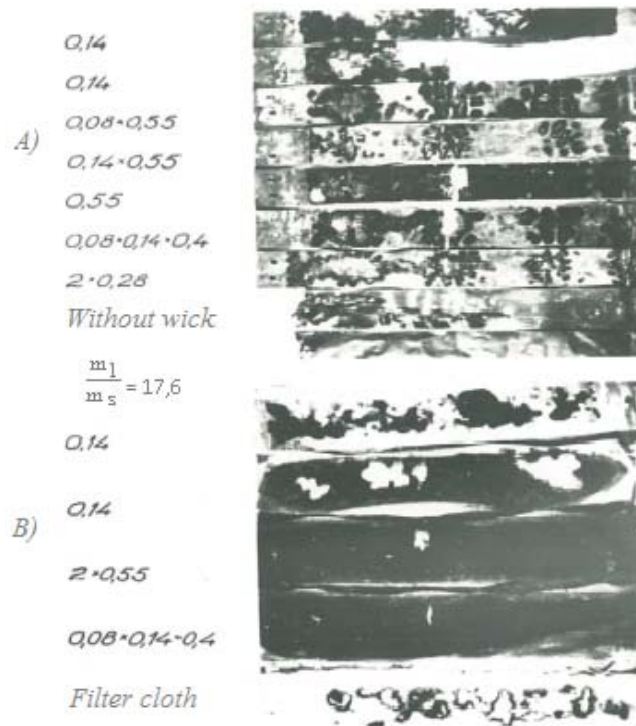 0,14
0,14
A)
0,08×0,55
0,14×0,55
0,55
0,08×0,14×0,4
2×0,28
Without wick
m l
m s = 17,6
0,14
0,14
B)
2×0,55
0,08×0,14×0,4
Filter cloth